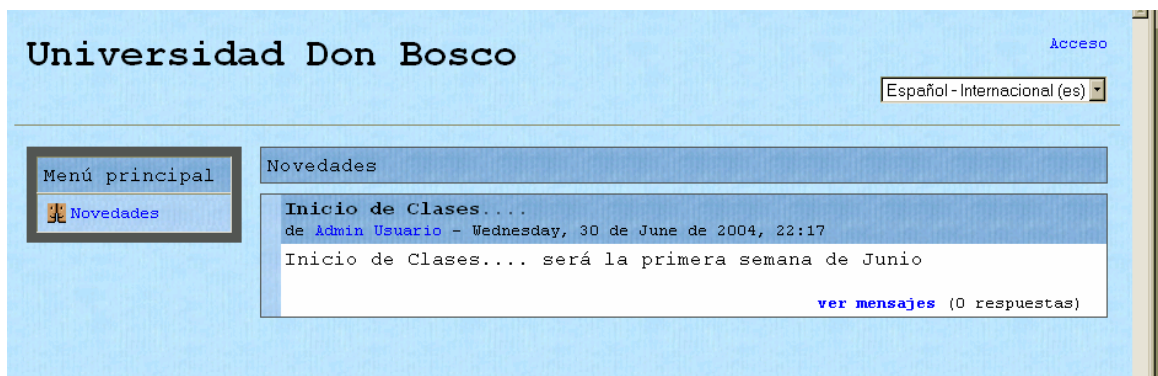 Universidad Don Bosco
Acceso
Español - Internacional (es)
Menú principal
Novedades
Novedades
Inicio de Clases....
de Admin Usuario - Wednesday, 30 de June de 2004, 22:17
Inicio de Clases.... será la primera semana de Junio
ver mensajes (0 respuestas)